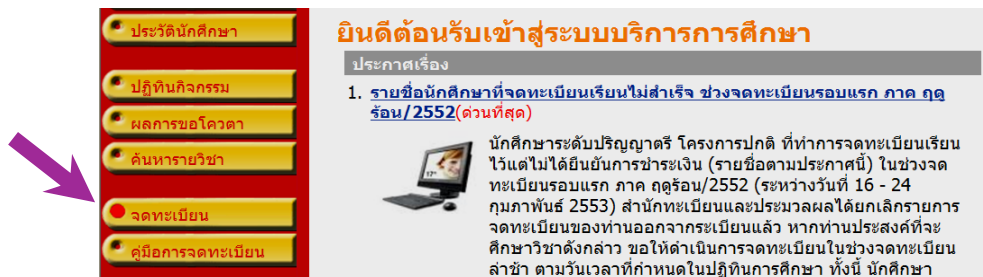 ประวัตินักศึกษา
ปฏิทินกิจกรรม
ผลการขอโควตา
ค้นหารายวิชา
จดทะเบียน
คู่มือการจดทะเบียน
ยินดีต้อนรับเข้าสู่ระบบบริการการศึกษา
ประกาศเรื่อง
1. รายชื่อนักศึกษาที่จดทะเบียนเรียนไม่สำเร็จ ช่วงจดทะเบียนรอบแรก ภาค ฤดู
ร้อน/2552(ด่วนที่สุด)
นักศึกษาระดับปริญญาตรี โครงการปกติ ที่ทำการจดทะเบียนเรียน
ไว้แต่ไม่ได้ยืนยันการชำระเงิน (รายชื่อตามประกาศนี้) ในช่วงจด
ทะเบียนรอบแรก ภาค ฤดูร้อน/2552 (ระหว่างวันที่ 16 - 24
กุมภาพันธ์ 2553) สำนักทะเบียนและประมวลผลได้ยกเลิกรายการ
จดทะเบียนของท่านออกจากระเบียนแล้ว หากท่านประสงค์ที่จะ
ศึกษาวิชาดังกล่าว ขอให้ดำเนินการจดทะเบียนในช่วงจดทะเบียน
ล่าช้า ตามวันเวลาที่กำหนดในปฏิทินการศึกษา ทั้งนี้ นักศึกษา